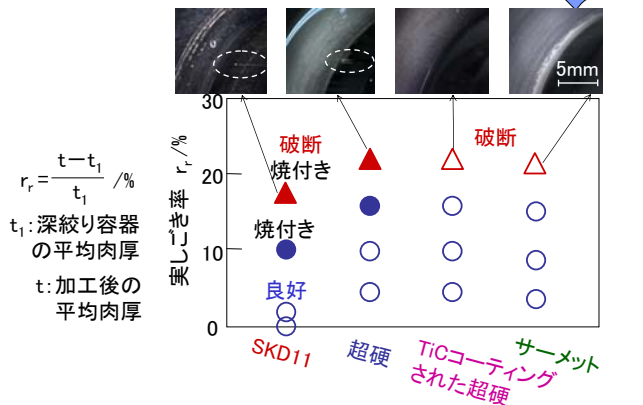 5mm
30
20
10
0
実しごき率 r_r /%
破断
焼付き
焼付き
良好
破断
r_r = (t－t_1)/t_1 /%
t_1:深絞り容器
の平均肉厚
t:加工後の
平均肉厚
SKD11
超硬
TiCコーティング
された超硬
サーメット